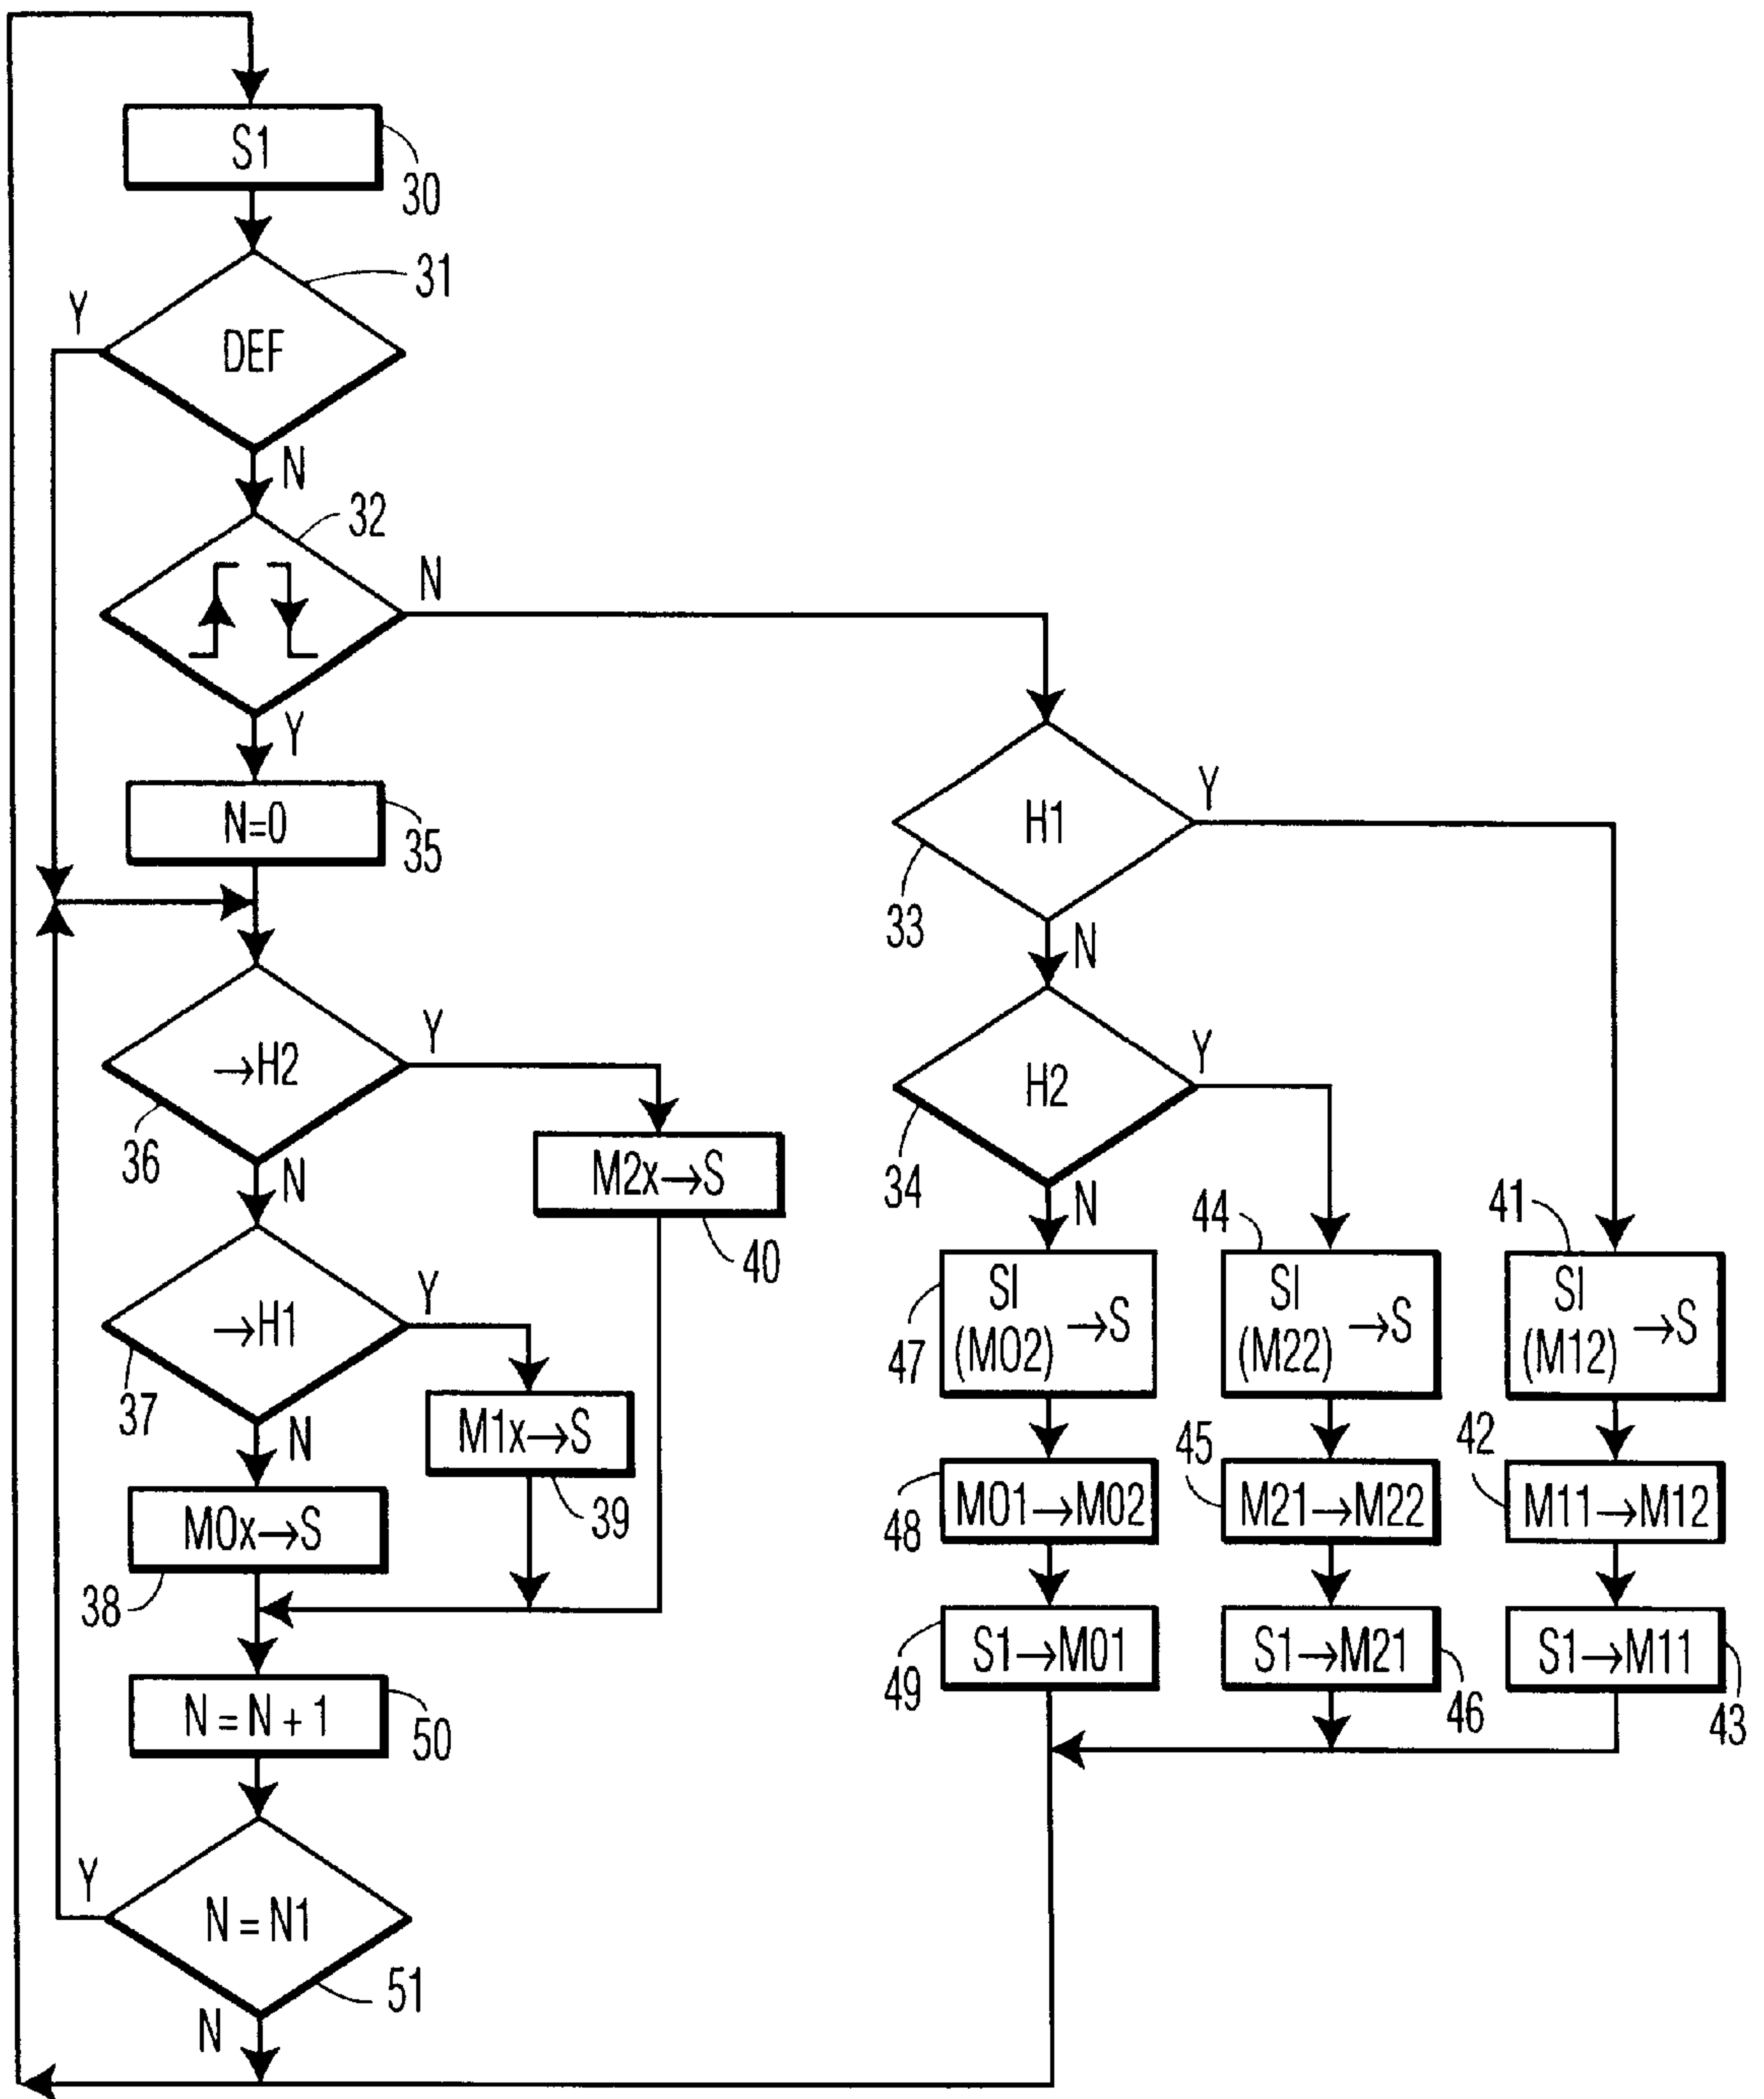 S1
30
31
Y
DEF
N
32
N
Y
N=0
35
H1
Y
33
N
→H2
Y
36
N
M2x→S
40
H2
Y
34
N
→H1
Y
37
N
M1x→S
39
M0x→S
38
47
SI
(M02) →S
44
SI
(M22) →S
41
SI
(M12) →S
48
M01→M02
45
M21→M22
42
M11→M12
49
S1→M01
S1→M21
46
S1→M11
43
N = N + 1
50
Y
N = N1
51
N